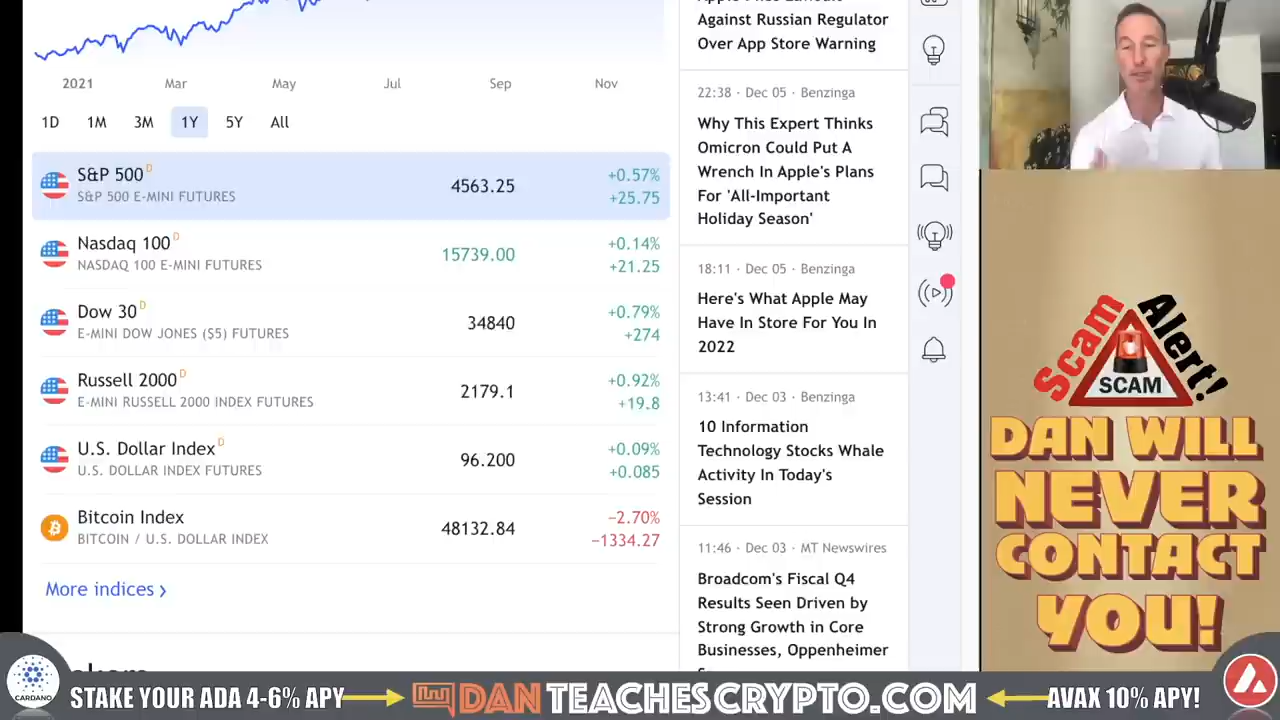 2021 Mar May Jul Sep Nov
1D 1M 3M 1Y 5Y All
S&P 500 D
S&P 500 E-MINI FUTURES
4563.25
+0.57%
+25.75
Nasdaq 100 D
NASDAQ 100 E-MINI FUTURES
15739.00
+0.14%
+21.25
Dow 30 D
E-MINI DOW JONES ($5) FUTURES
34840
+0.79%
+274
Russell 2000 D
E-MINI RUSSELL 2000 INDEX FUTURES
2179.1
+0.92%
+19.8
U.S. Dollar Index D
U.S. DOLLAR INDEX FUTURES
96.200
+0.09%
+0.085
Bitcoin Index
BITCOIN / U.S. DOLLAR INDEX
48132.84
−2.70%
−1334.27
More indices ›
Against Russian Regulator
Over App Store Warning
22:38 · Dec 05 · Benzinga
Why This Expert Thinks
Omicron Could Put A
Wrench In Apple's Plans
For 'All-Important
Holiday Season'
18:11 · Dec 05 · Benzinga
Here's What Apple May
Have In Store For You In
2022
13:41 · Dec 03 · Benzinga
10 Information
Technology Stocks Whale
Activity In Today's
Session
11:46 · Dec 03 · MT Newswires
Broadcom's Fiscal Q4
Results Seen Driven by
Strong Growth in Core
Businesses, Oppenheimer
Scam Alert!
SCAM
DAN WILL
NEVER
CONTACT
YOU!
CARDANO
STAKE YOUR ADA 4-6% APY
DANTEACHESCRYPTO.COM
AVAX 10% APY!